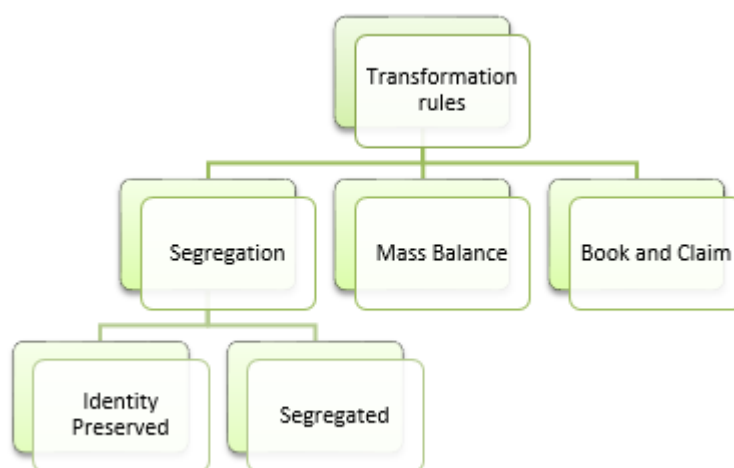 Transformation
rules
Segregation
Mass Balance
Book and Claim
Identity
Preserved
Segregated